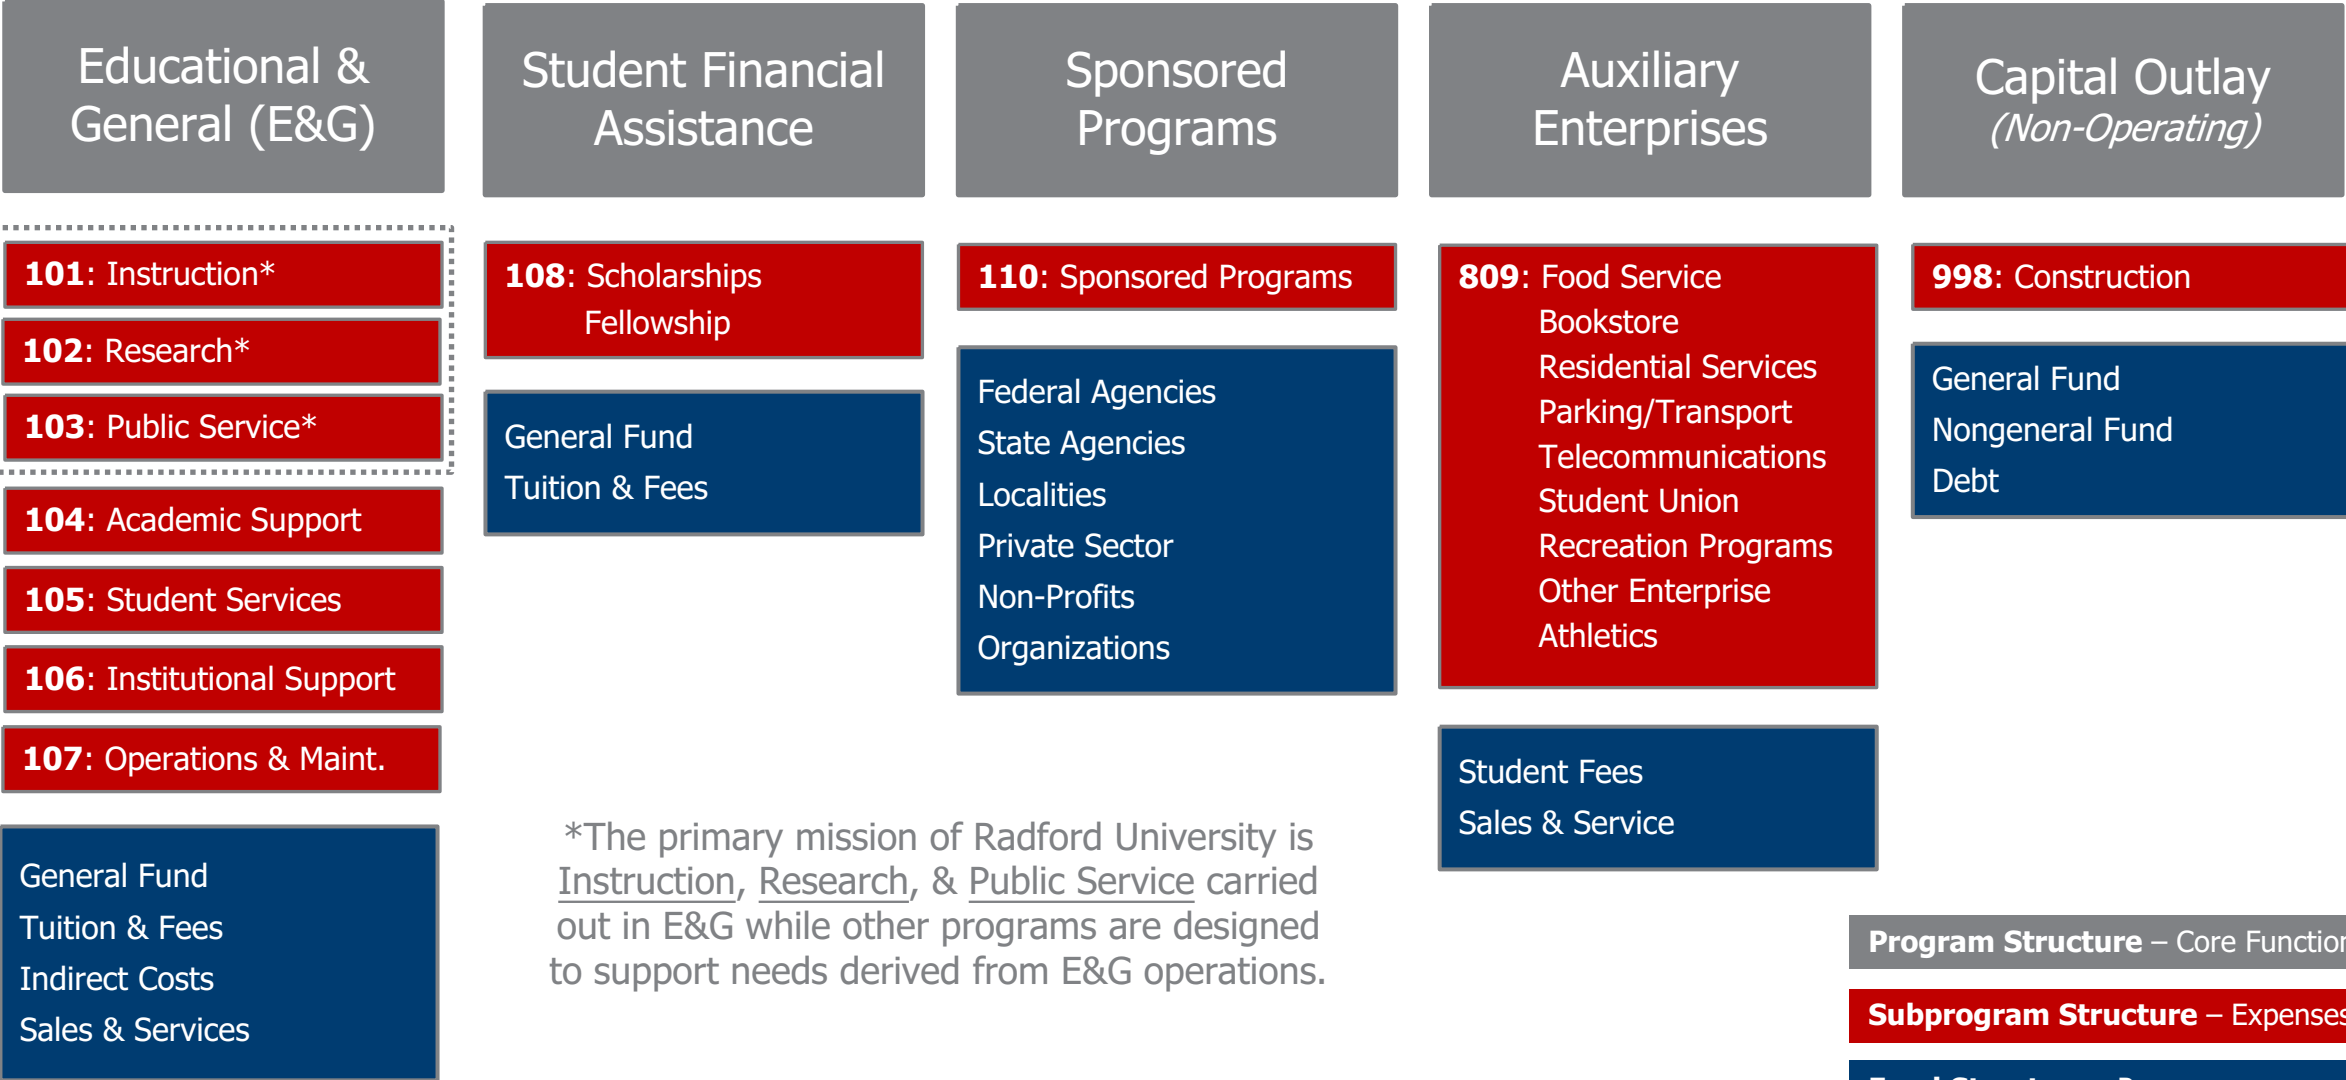 Educational &
General (E&G)
101: Instruction*
102: Research*
103: Public Service*
104: Academic Support
105: Student Services
106: Institutional Support
107: Operations & Maint.
General Fund
Tuition & Fees
Indirect Costs
Sales & Services
Student Financial
Assistance
108: Scholarships
Fellowship
General Fund
Tuition & Fees
Sponsored
Programs
110: Sponsored Programs
Federal Agencies
State Agencies
Localities
Private Sector
Non-Profits
Organizations
Auxiliary
Enterprises
809: Food Service
Bookstore
Residential Services
Parking/Transport
Telecommunications
Student Union
Recreation Programs
Other Enterprise
Athletics
Student Fees
Sales & Service
Capital Outlay
(Non-Operating)
998: Construction
General Fund
Nongeneral Fund
Debt
*The primary mission of Radford University is
Instruction, Research, & Public Service carried
out in E&G while other programs are designed
to support needs derived from E&G operations.
Program Structure – Core Function
Subprogram Structure – Expenses